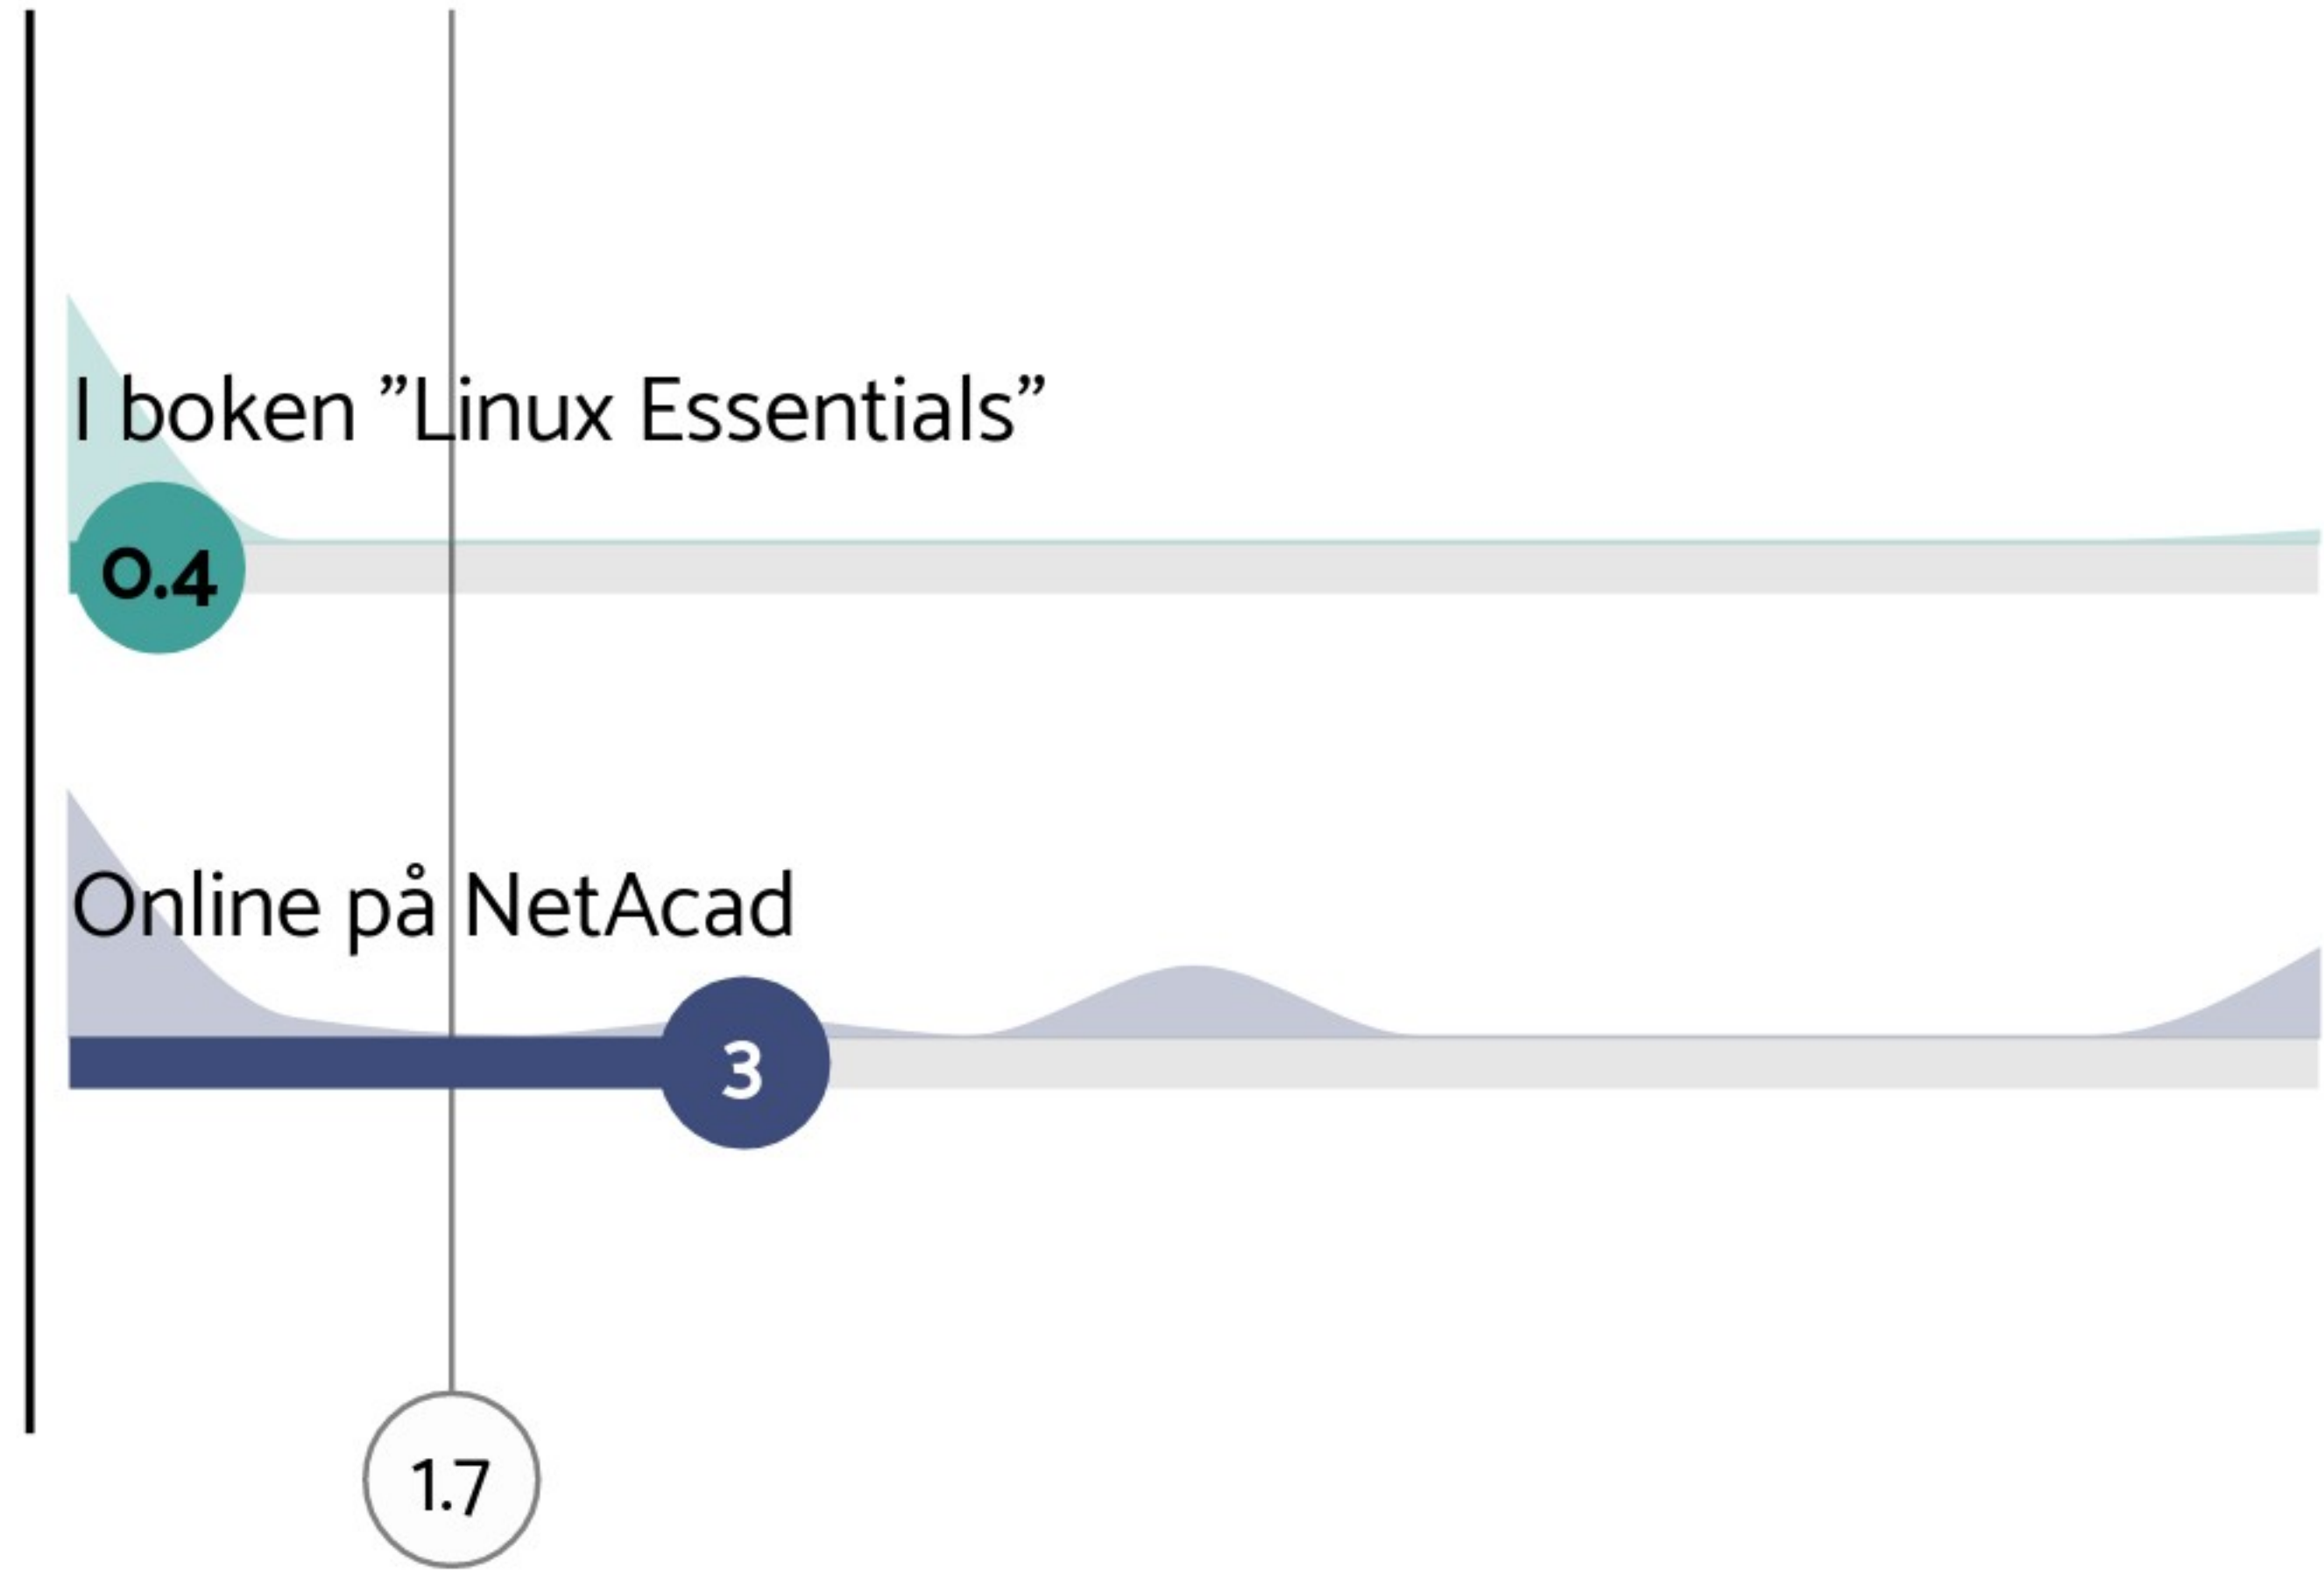 I boken ”Linux Essentials”
0.4
Online på NetAcad
3
1.7